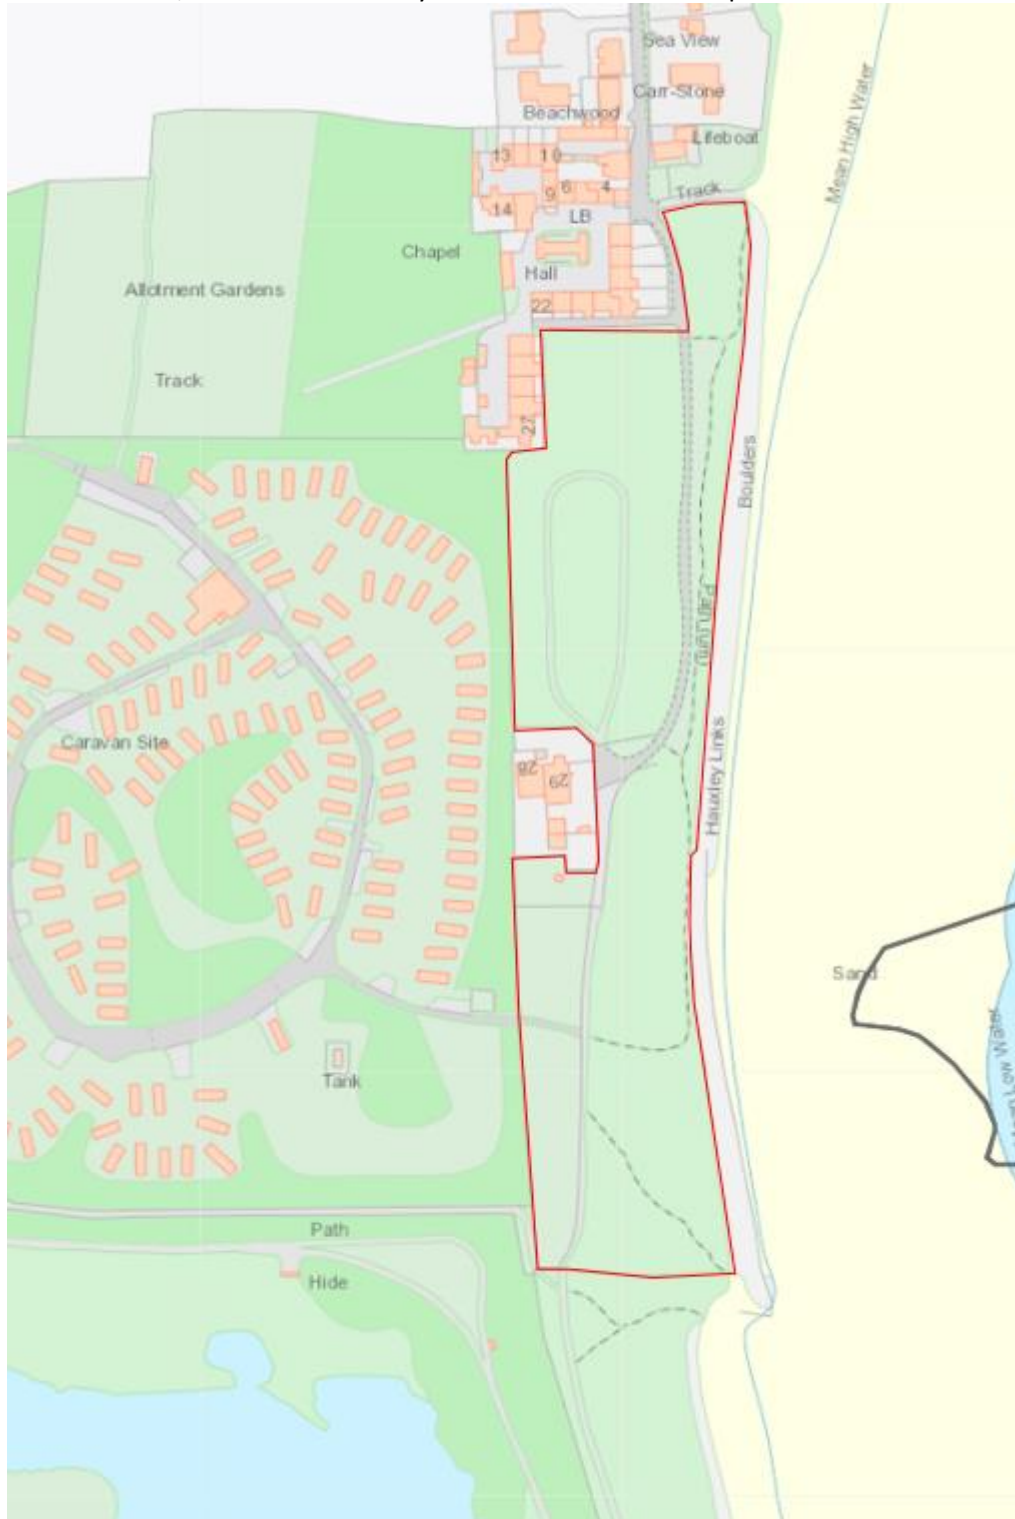 Sea View
Carr-Stone
Beachwood
Mean High Water
Lifeboat
13
10
6
4
9
Track
14
LB
Chapel
Hall
Allotment Gardens
22
Track
27
Boulders
Path (um)
Caravan Site
Hauxley Links
28
29
Sand
Mean Low Water
Tank
Path
Hide